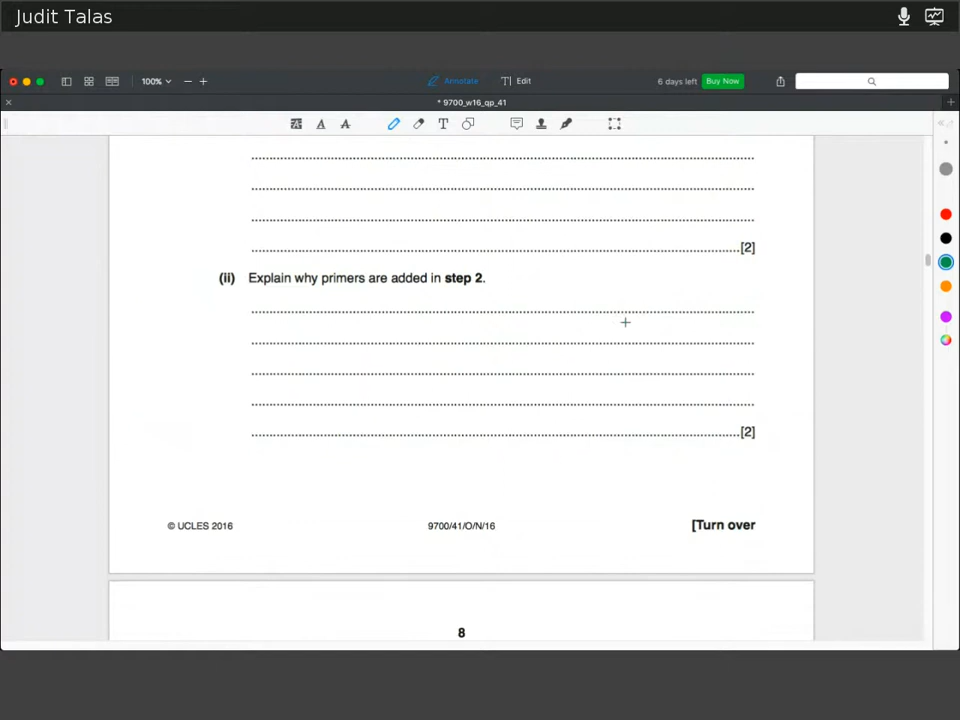 Judit Talas
100%
Annotate
Edit
6 days left
Buy Now
* 9700_w16_qp_41
[2]
(ii) Explain why primers are added in step 2.
[2]
© UCLES 2016
9700/41/O/N/16
[Turn over
8